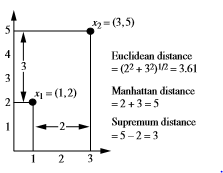 x₂ = (3, 5)
5
4
3
3
x₁ = (1, 2)
2
2
1
1 2 3
Euclidean distance
= (2² + 3²)¹/² = 3.61
Manhattan distance
= 2 + 3 = 5
Supremum distance
= 5 – 2 = 3